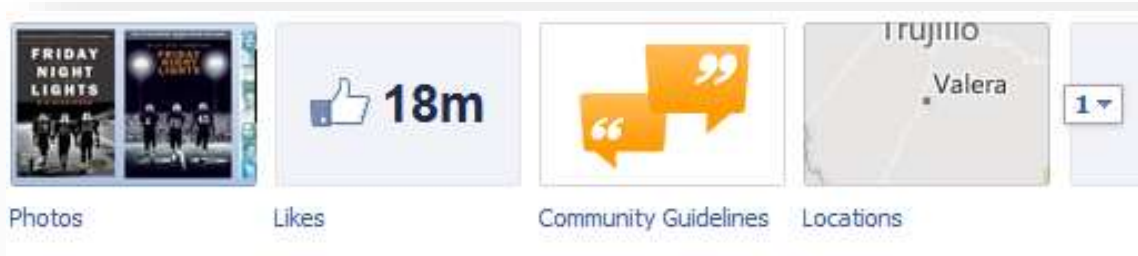 FRIDAY
NIGHT
LIGHTS
FRIDAY
NIGHT
LIGHTS
18m
Trujillo
Valera
1
Photos
Likes
Community Guidelines
Locations